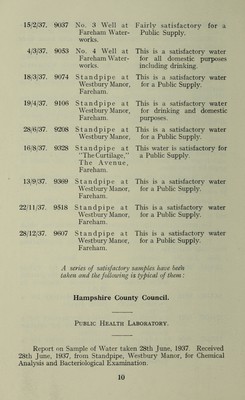 15/2/37. 9037 No. 3 Well at Fairly satisfactory for a
Fareham Water- Public Supply.
works.
4/3/37. 9053 No. 4 Well at This is a satisfactory water
Fareham Water- for all domestic purposes
works. including drinking.
18/3/37. 9074 Standpipe at This is a satisfactory water
Westbury Manor, for a Public Supply.
Fareham.
19/4/37. 9106 Standpipe at This is a satisfactory water
Westbury Manor, for drinking and domestic
Fareham. purposes.
28/6/37. 9208 Standpipe at This is a satisfactory water
Westbury Manor, for a Public Supply.
16/8/37. 9328 Standpipe at This water is satisfactory for
"The Curtilage," a Public Supply.
The Avenue,
Fareham.
13/9/37. 9369 Standpipe at This is a satisfactory water
Westbury Manor, for a Public Supply.
Fareham.
22/11/37. 9518 Standpipe at This is a satisfactory water
Westbury Manor, for a Public Supply.
Fareham.
28/12/37. 9607 Standpipe at This is a satisfactory water
Westbury Manor, for a Public Supply.
Fareham.
A series of satisfactory samples have been
taken and the following is typical of them:
Hampshire County Council.
Public Health Laboratory.
Report on Sample of Water taken 28th June, 1937. Received
28th June, 1937, from Standpipe, Westbury Manor, for Chemical
Analysis and Bacteriological Examination.
10